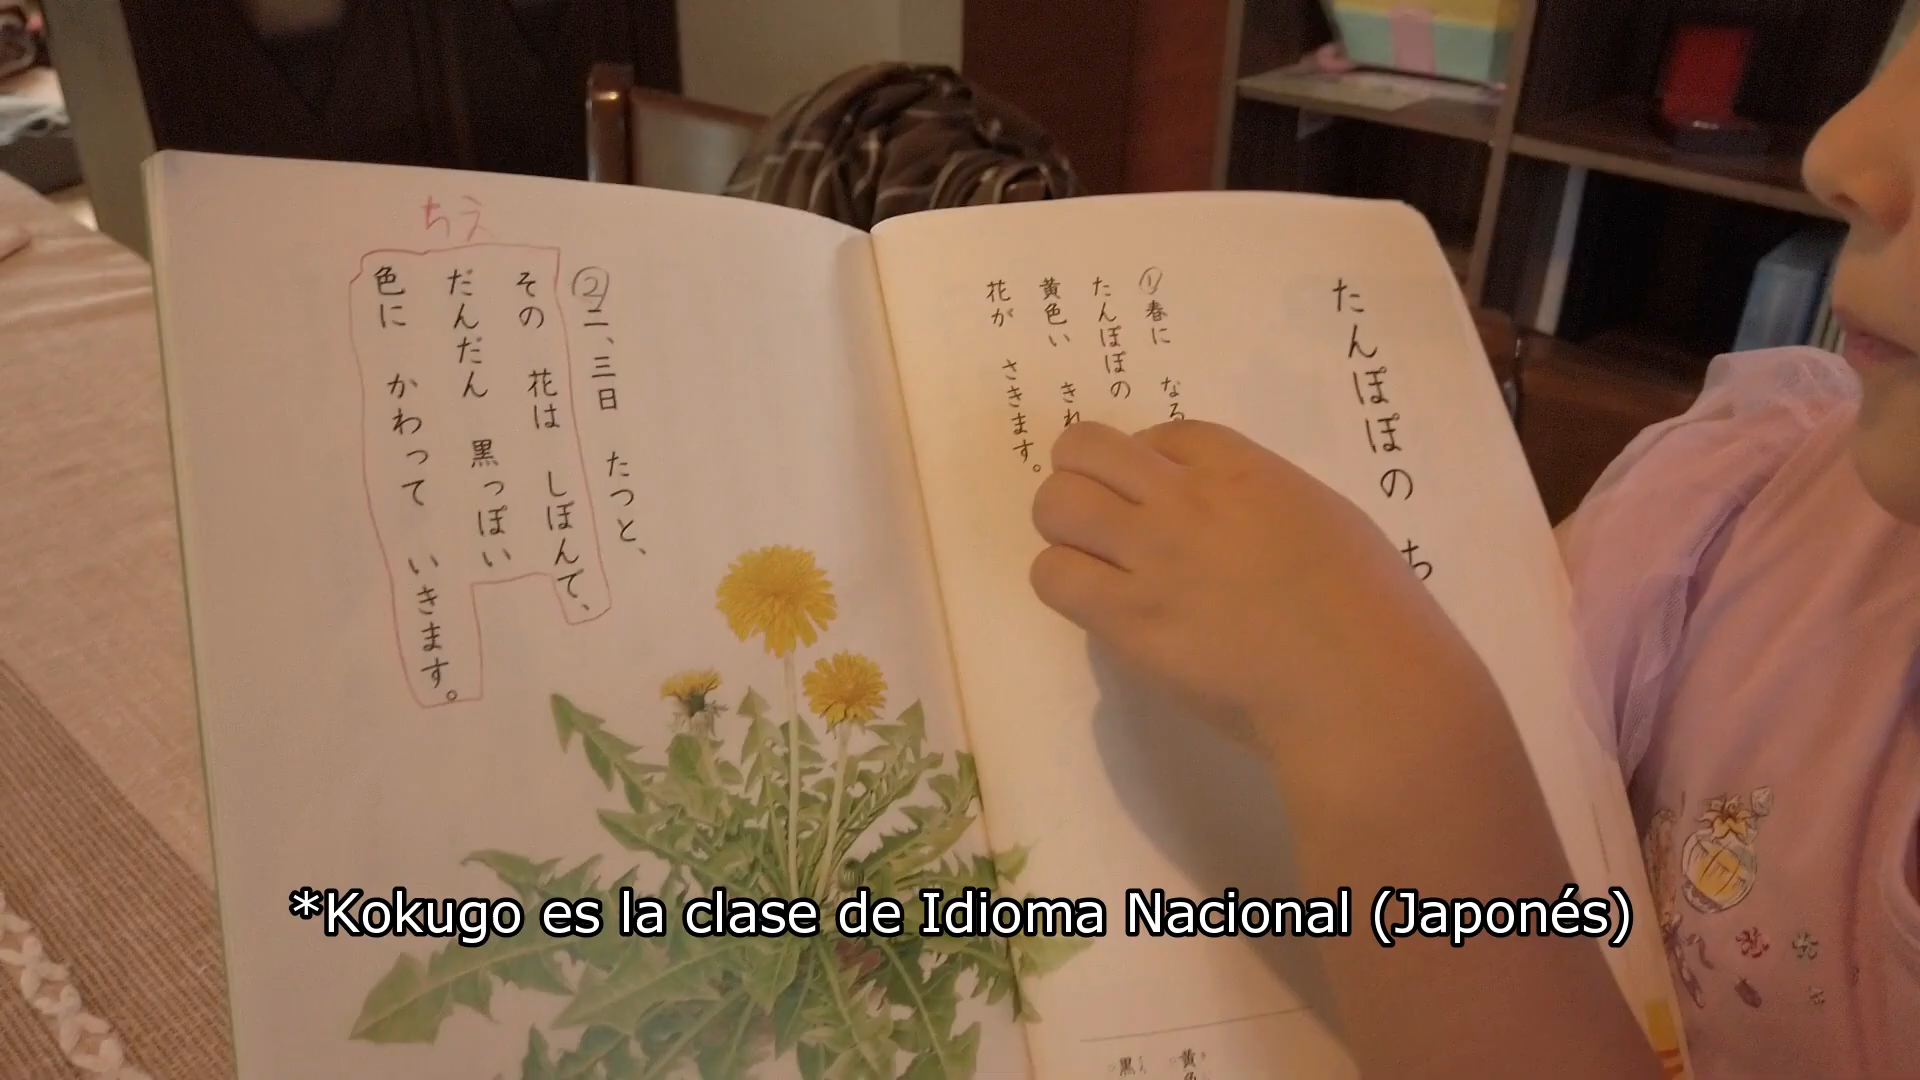 たんぽぽの ち
①春に なる
たんぽぽの
黄色い きれ
花が さきます。
②二、三日 たつと、
その 花は しぼんで、
だんだん 黒っぽい
色に かわって いきます。
ちえ
黄色
黒
*Kokugo es la clase de Idioma Nacional (Japonés)